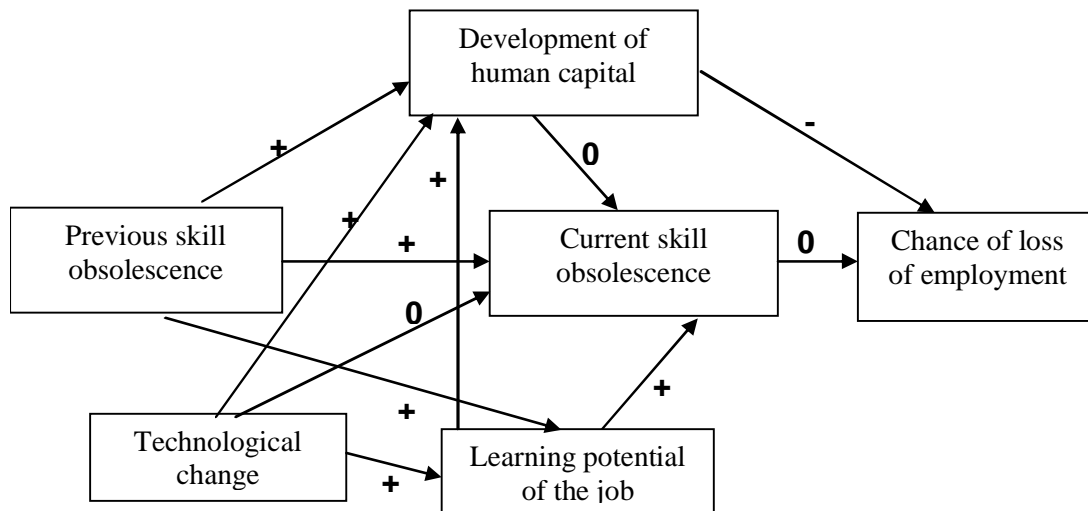 Development of
human capital
-
+
0
+
Previous skill
obsolescence
+
+
Current skill
obsolescence
0
Chance of loss
of employment
0
+
+
Technological
change
+
Learning potential
of the job